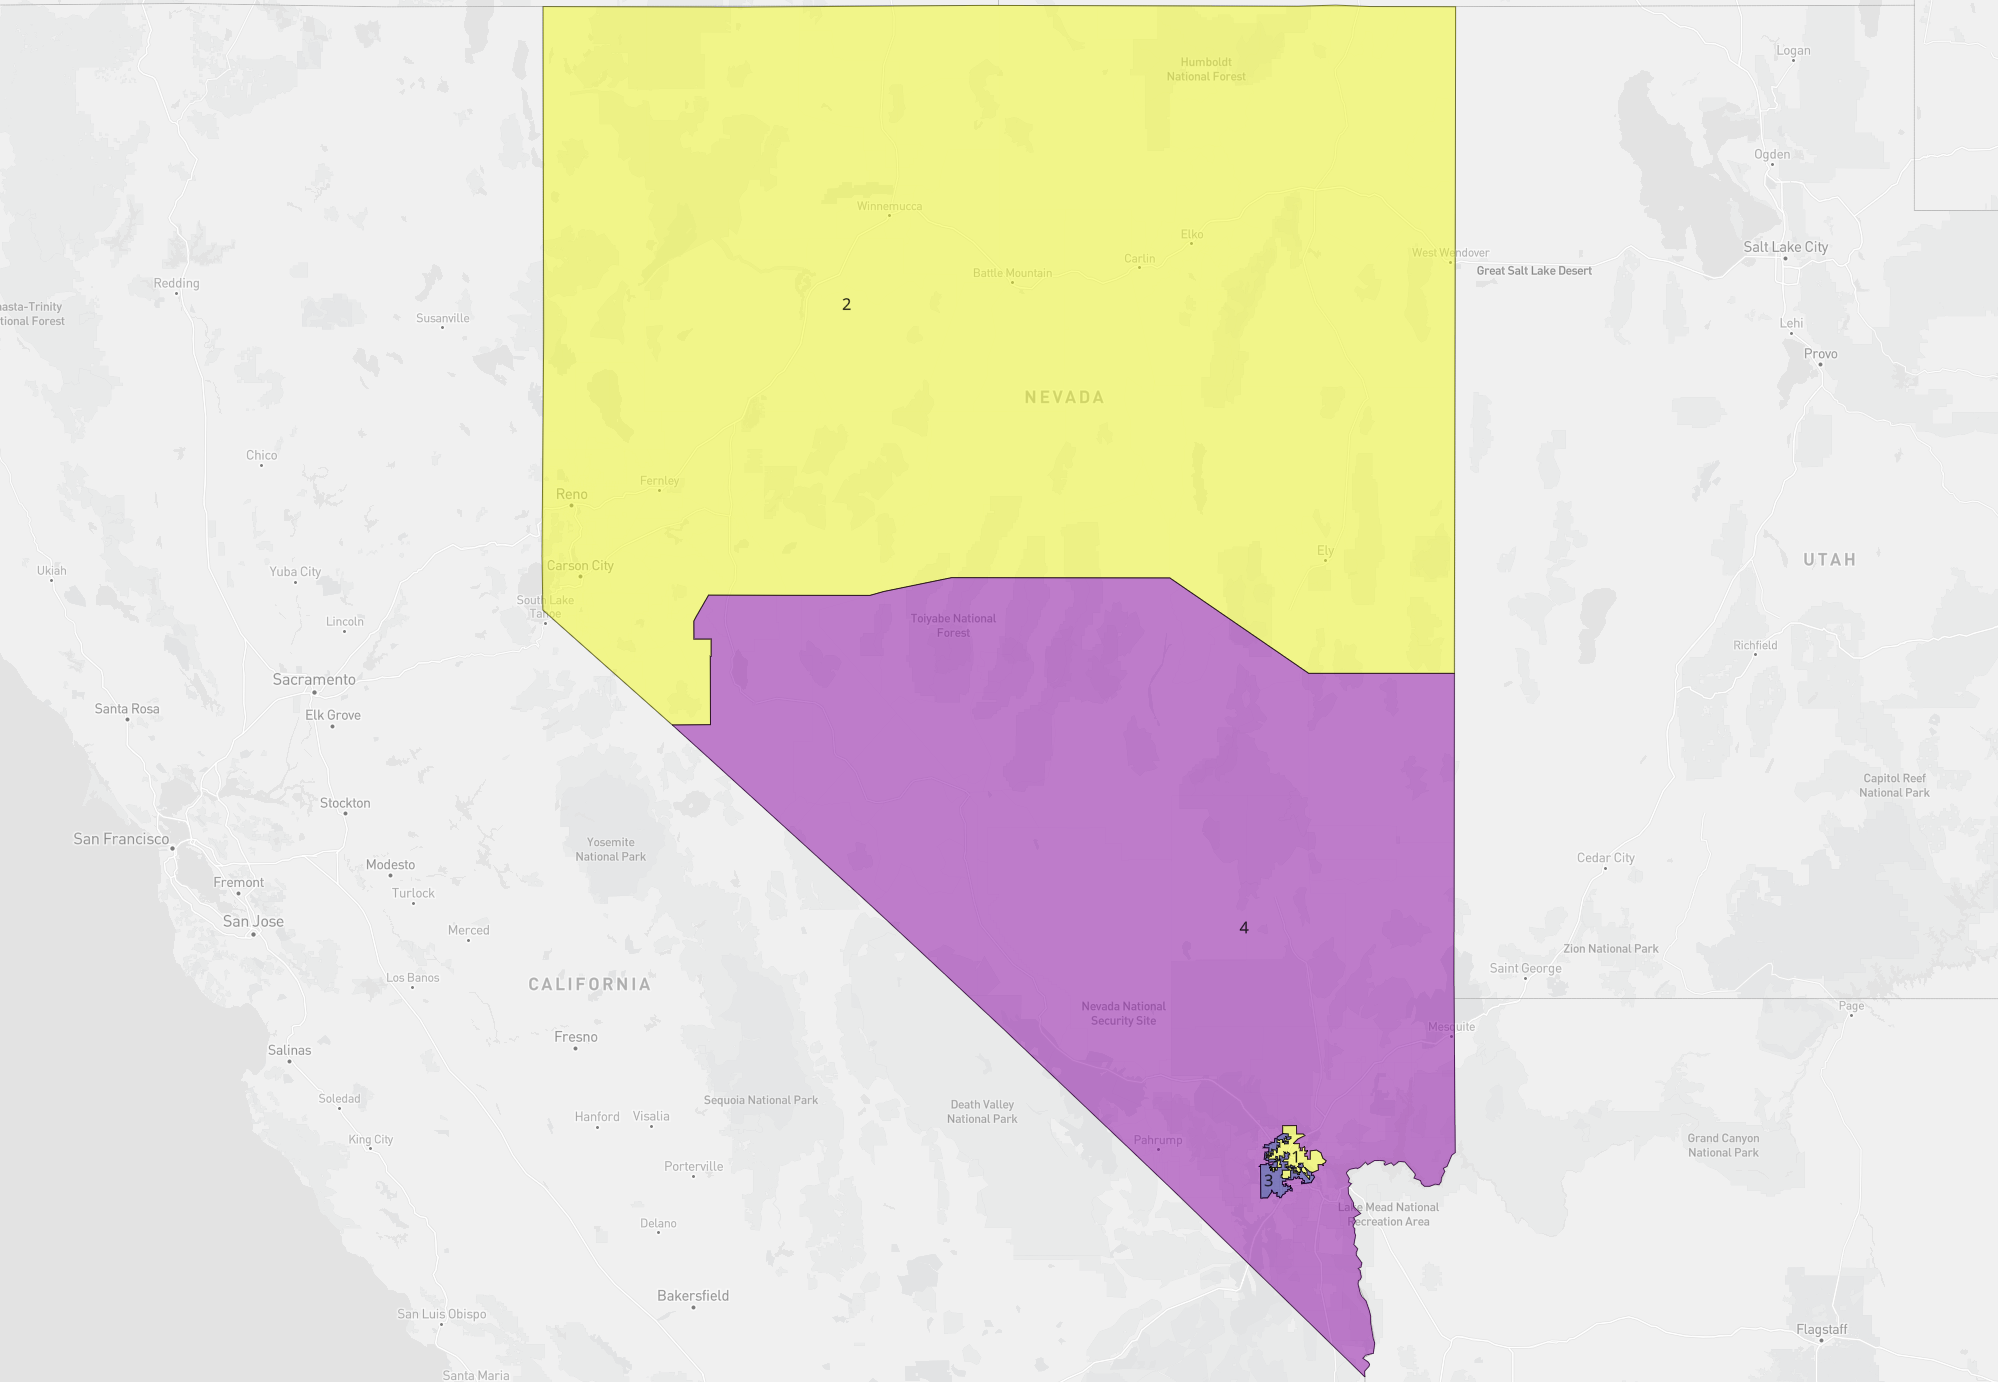 Logan
Humboldt
National Forest
Ogden
Winnemucca
Elko
Salt Lake City
West Wendover
Carlin
Great Salt Lake Desert
Battle Mountain
Redding
2
asta-Trinity
tional Forest
Susanville
Lehi
Provo
NEVADA
Chico
Fernley
Reno
Ely
UTAH
Carson City
Ukiah
Yuba City
South Lake
Tahoe
Lincoln
Toiyabe National
Forest
Richfield
Sacramento
Santa Rosa
Elk Grove
Capitol Reef
National Park
Stockton
San Francisco
Yosemite
National Park
Cedar City
Modesto
Fremont
Turlock
San Jose
Merced
4
Zion National Park
Saint George
Los Banos
CALIFORNIA
Nevada National
Security Site
Page
Mesquite
Fresno
Salinas
Soledad
Sequoia National Park
Death Valley
National Park
Hanford
Visalia
King City
Pahrump
Grand Canyon
National Park
1
Porterville
3
Lake Mead National
Recreation Area
Delano
Bakersfield
San Luis Obispo
Flagstaff
Santa Maria